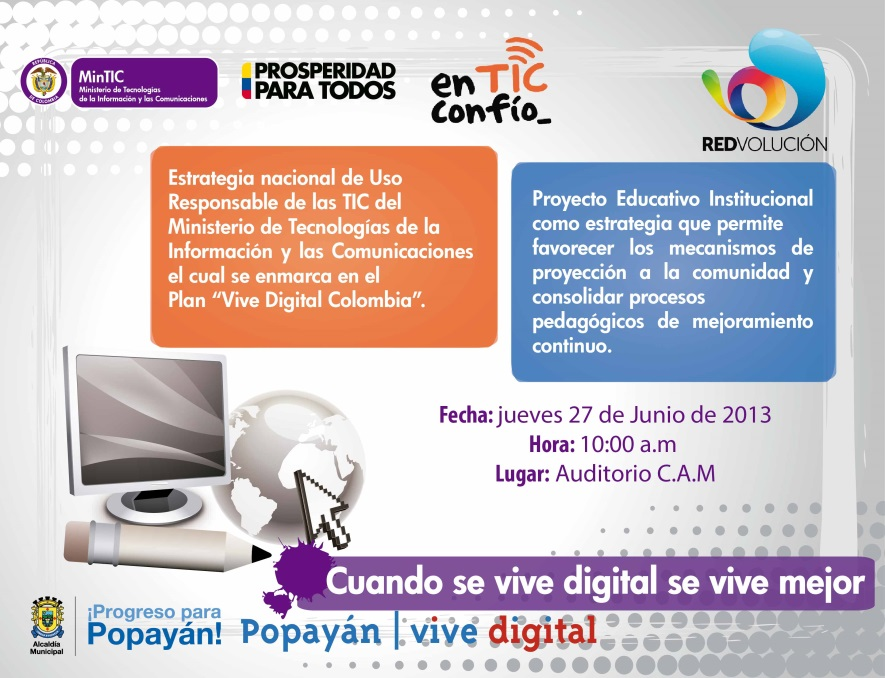 REPÚBLICA
DE COLOMBIA
MinTIC
Ministerio de Tecnologías
de la Información y las Comunicaciones
PROSPERIDAD
PARA TODOS
en TIC
confío_
REDVOLUCIÓN
Estrategia nacional de Uso
Responsable de las TIC del
Ministerio de Tecnologías de la
Información y las Comunicaciones
el cual se enmarca en el
Plan “Vive Digital Colombia”.
Proyecto Educativo Institucional
como estrategia que permite
favorecer los mecanismos de
proyección a la comunidad y
consolidar procesos
pedagógicos de mejoramiento
continuo.
Fecha: jueves 27 de Junio de 2013
Hora: 10:00 a.m
Lugar: Auditorio C.A.M
Cuando se vive digital se vive mejor
Alcaldía
Municipal
¡Progreso para
Popayán!
Popayán | vive digital